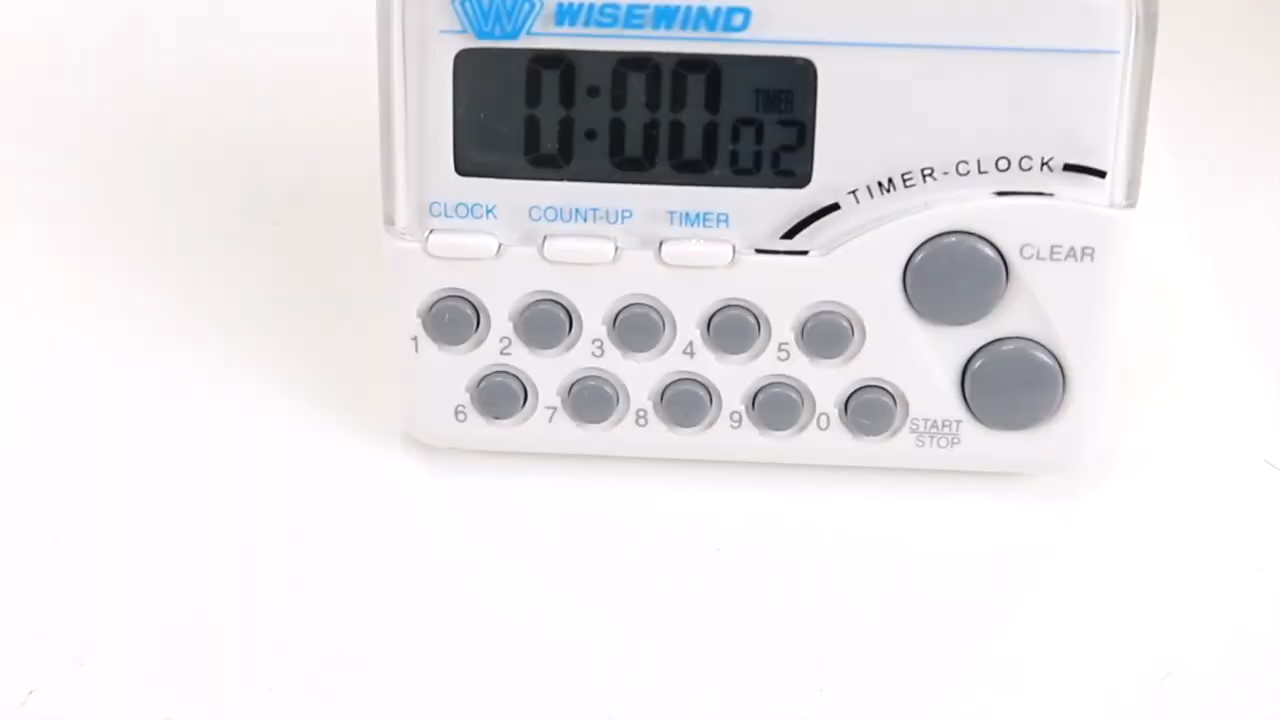 W WISEWIND
0:00 02
TIMER
TIMER-CLOCK
CLOCK COUNT-UP TIMER
CLEAR
1 2 3 4 5
6 7 8 9 0
START
STOP